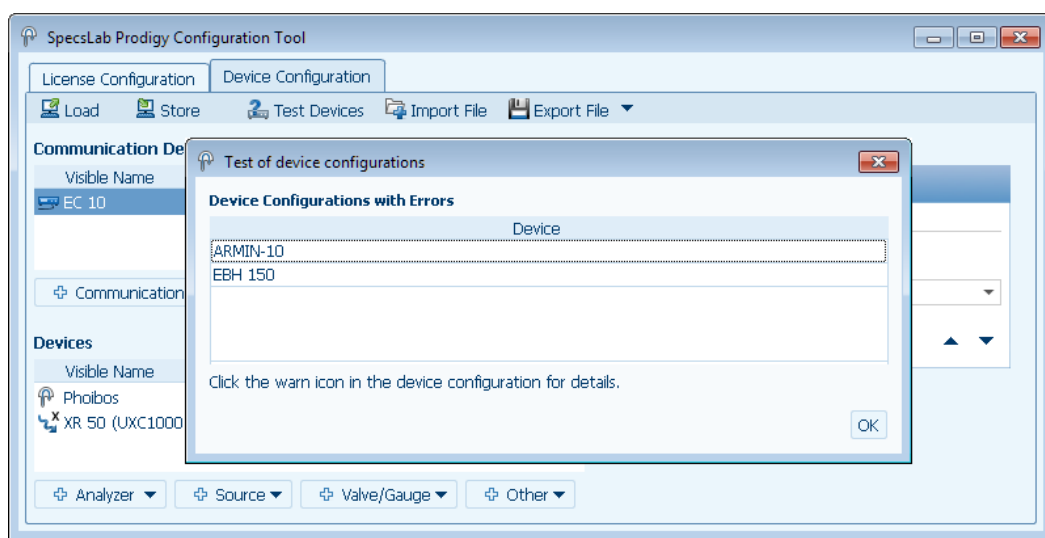 SpecsLab Prodigy Configuration Tool
License Configuration Device Configuration
Load Store Test Devices Import File Export File
Communication De
Visible Name
EC 10
Communication
Devices
Visible Name
Phoibos
XR 50 (UXC1000
Analyzer Source Valve/Gauge Other
Test of device configurations
Device Configurations with Errors
Device
ARMIN-10
EBH 150
Click the warn icon in the device configuration for details.
OK